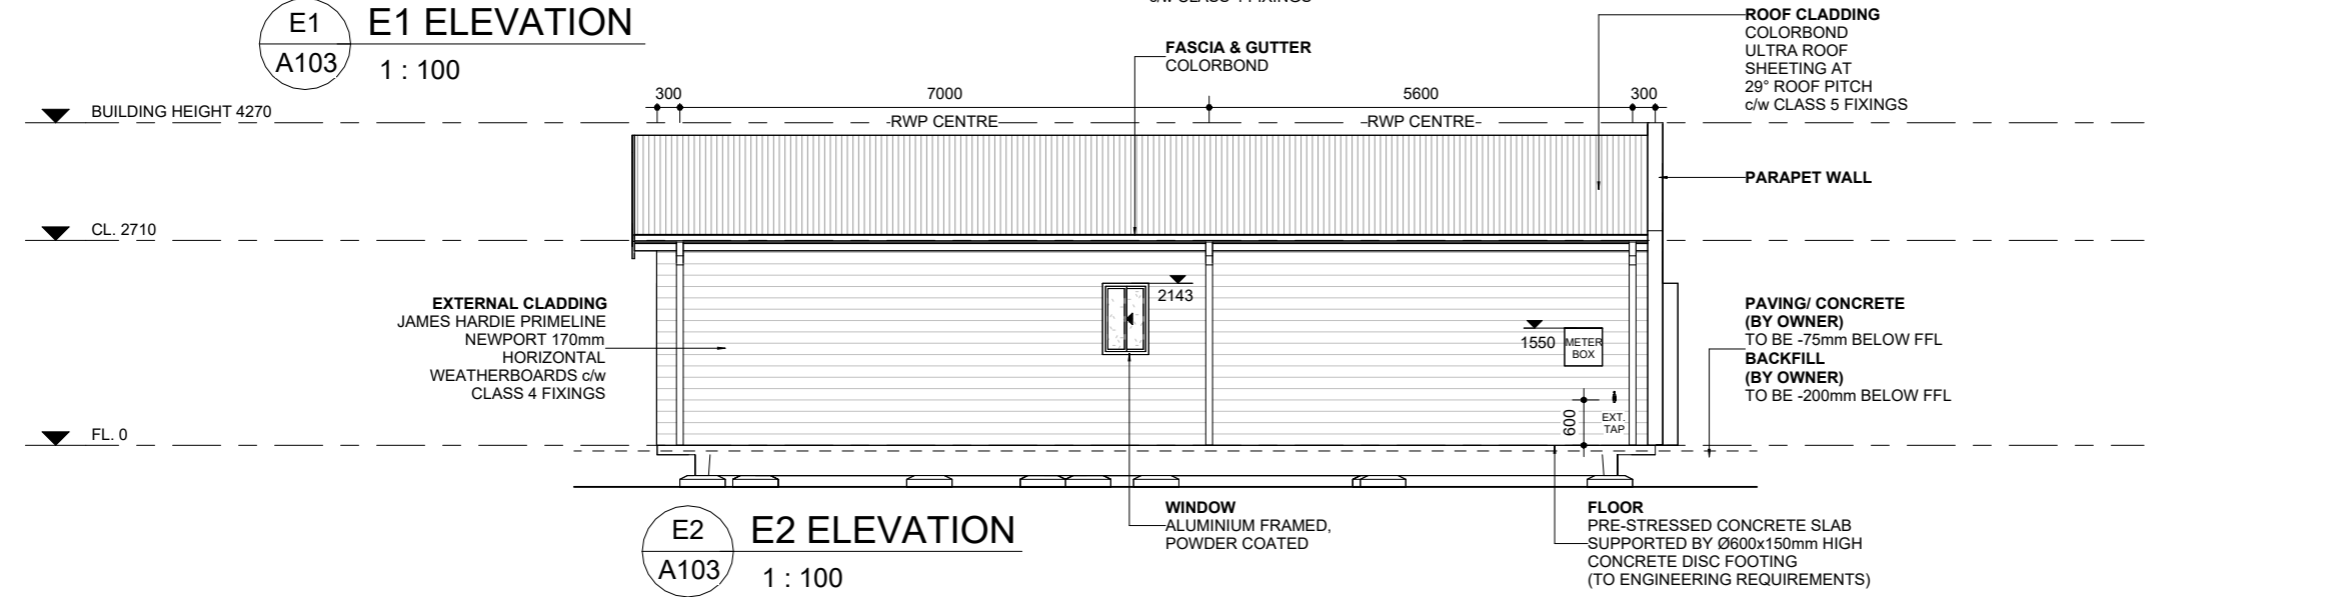 E1
A103
E1 ELEVATION
1 : 100
c/w CLASS 4 FIXINGS
FASCIA & GUTTER
COLORBOND
ROOF CLADDING
COLORBOND
ULTRA ROOF
SHEETING AT
29° ROOF PITCH
c/w CLASS 5 FIXINGS
BUILDING HEIGHT 4270
300
7000
5600
300
RWP CENTRE
RWP CENTRE
PARAPET WALL
CL. 2710
EXTERNAL CLADDING
JAMES HARDIE PRIMELINE
NEWPORT 170mm
HORIZONTAL
WEATHERBOARDS c/w
CLASS 4 FIXINGS
2143
1550
METER
BOX
600
EXT.
TAP
PAVING/ CONCRETE
(BY OWNER)
TO BE -75mm BELOW FFL
BACKFILL
(BY OWNER)
TO BE -200mm BELOW FFL
FL. 0
E2
A103
E2 ELEVATION
1 : 100
WINDOW
ALUMINIUM FRAMED,
POWDER COATED
FLOOR
PRE-STRESSED CONCRETE SLAB
SUPPORTED BY Ø600x150mm HIGH
CONCRETE DISC FOOTING
(TO ENGINEERING REQUIREMENTS)